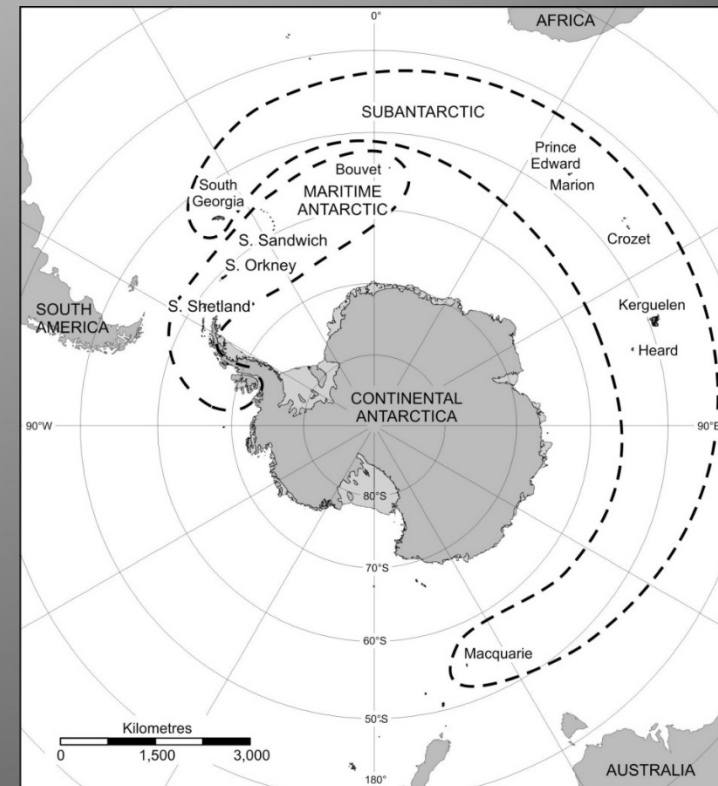 0°
AFRICA
SUBANTARCTIC
Prince
Edward
Marion
Bouvet
MARITIME
ANTARCTIC
South
Georgia
Crozet
S. Sandwich
S. Orkney
S. Shetland
SOUTH
AMERICA
Kerguelen
Heard
CONTINENTAL
ANTARCTICA
90°W
90°E
80°S
70°S
60°S
Macquarie
50°S
Kilometres
0 1,500 3,000
180°
AUSTRALIA